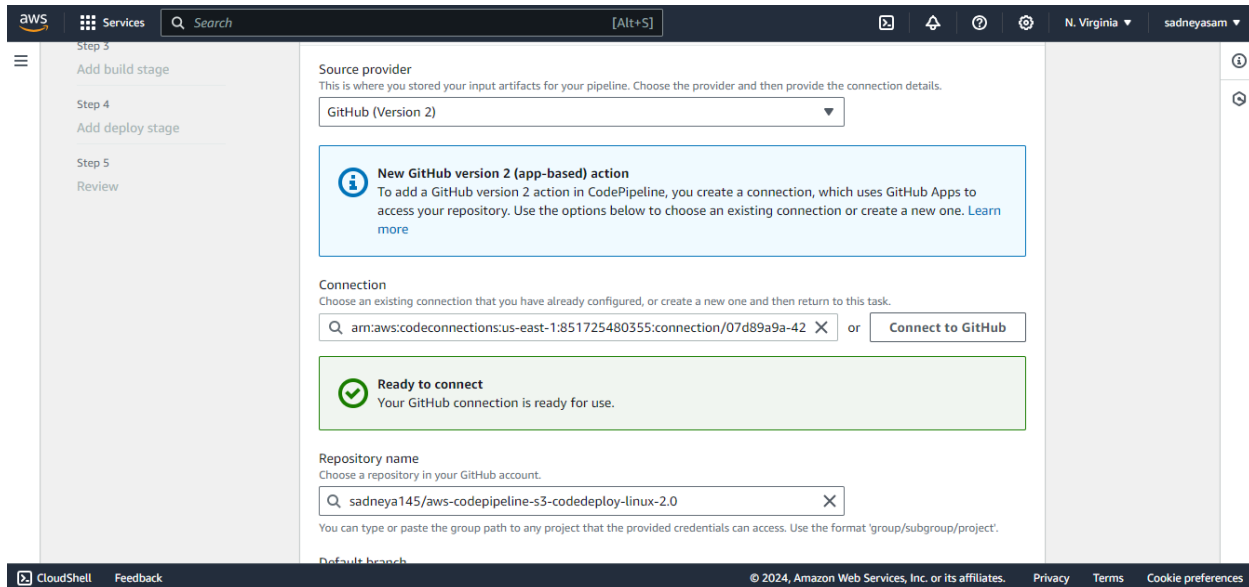 aws
Services
Search
[Alt+S]
N. Virginia
sadneyasam
Step 3
Add build stage
Step 4
Add deploy stage
Step 5
Review
Source provider
This is where you stored your input artifacts for your pipeline. Choose the provider and then provide the connection details.
GitHub (Version 2)
New GitHub version 2 (app-based) action
To add a GitHub version 2 action in CodePipeline, you create a connection, which uses GitHub Apps to
access your repository. Use the options below to choose an existing connection or create a new one. Learn
more
Connection
Choose an existing connection that you have already configured, or create a new one and then return to this task.
arn:aws:codeconnections:us-east-1:851725480355:connection/07d89a9a-42
or
Connect to GitHub
Ready to connect
Your GitHub connection is ready for use.
Repository name
Choose a repository in your GitHub account.
sadneya145/aws-codepipeline-s3-codedeploy-linux-2.0
You can type or paste the group path to any project that the provided credentials can access. Use the format 'group/subgroup/project'.
Default branch
CloudShell
Feedback
© 2024, Amazon Web Services, Inc. or its affiliates.
Privacy
Terms
Cookie preferences